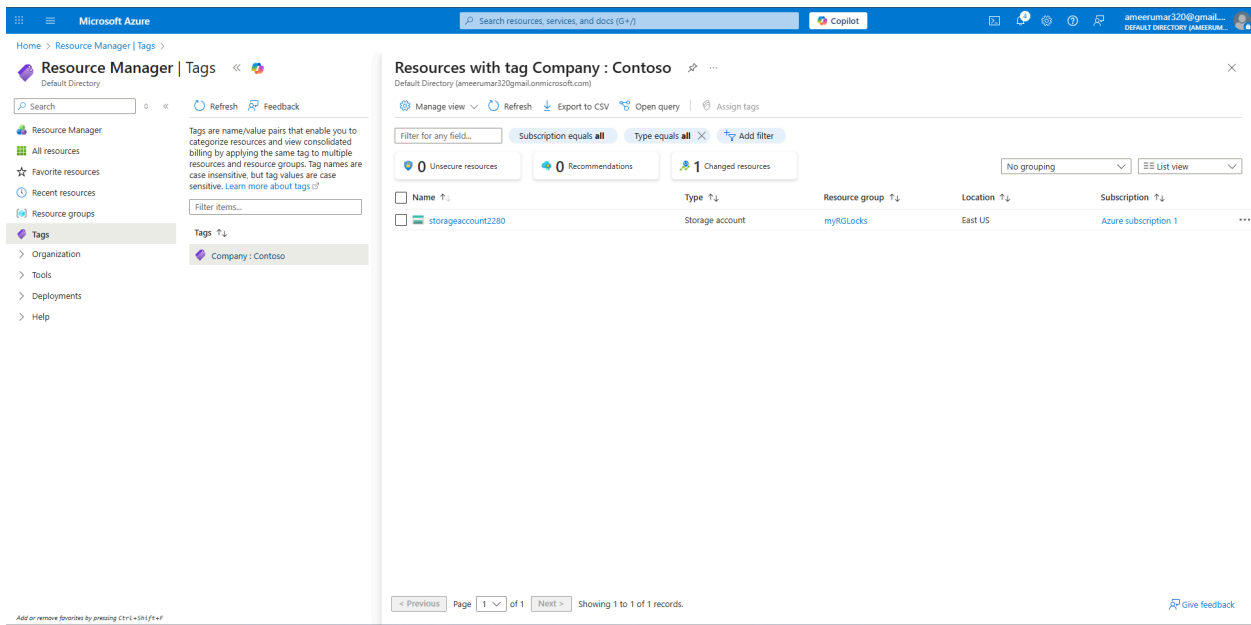 Microsoft Azure
Search resources, services, and docs (G+/)
Copilot
4
ameerumar320@gmail....
DEFAULT DIRECTORY (AMEERUM...
Home > Resource Manager | Tags >
Resource Manager | Tags
Default Directory
Search
Resource Manager
All resources
Favorite resources
Recent resources
Resource groups
Tags
Organization
Tools
Deployments
Help
Add or remove favorites by pressing Ctrl+Shift+F
Refresh
Feedback
Tags are name/value pairs that enable you to
categorize resources and view consolidated
billing by applying the same tag to multiple
resources and resource groups. Tag names are
case insensitive, but tag values are case
sensitive. Learn more about tags
Filter items...
Tags
Company : Contoso
Resources with tag Company : Contoso
Default Directory (ameerumar320gmail.onmicrosoft.com)
Manage view Refresh Export to CSV Open query Assign tags
Filter for any field... Subscription equals all Type equals all Add filter
0 Unsecure resources 0 Recommendations 1 Changed resources No grouping List view
Name Type Resource group Location Subscription
storageaccount2280 Storage account myRGLocks East US Azure subscription 1
< Previous Page 1 of 1 Next > Showing 1 to 1 of 1 records.
Give feedback